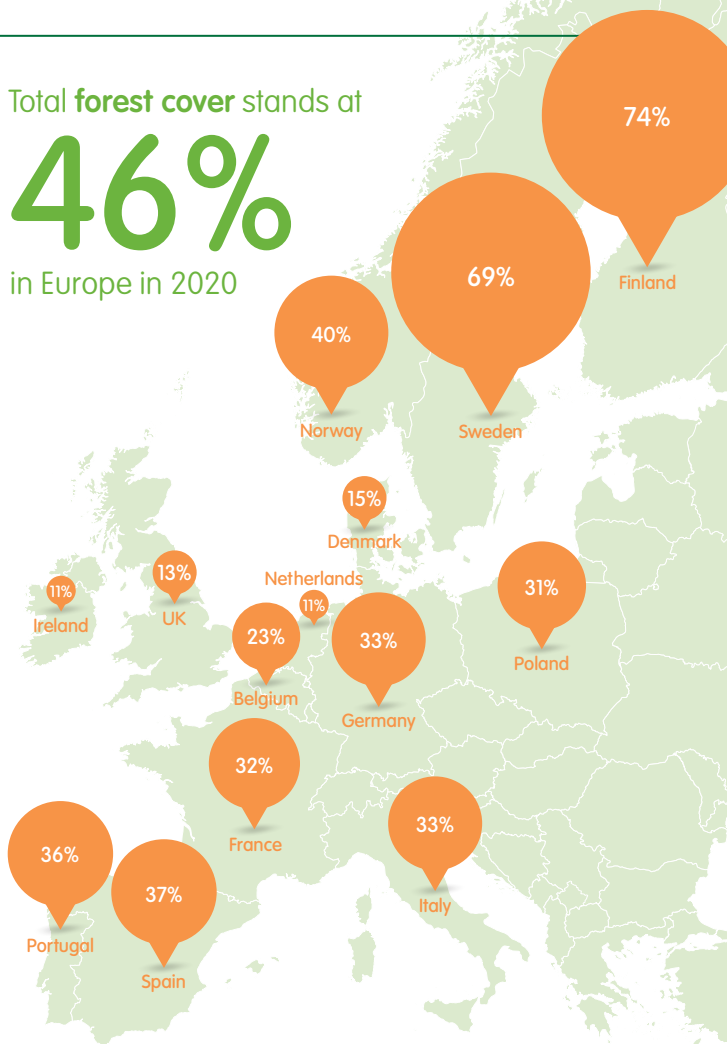 Total forest cover stands at
46%
in Europe in 2020
74%
Finland
69%
Sweden
40%
Norway
15%
Denmark
13%
UK
11%
Ireland
Netherlands
11%
23%
Belgium
33%
Germany
31%
Poland
32%
France
33%
Italy
36%
Portugal
37%
Spain